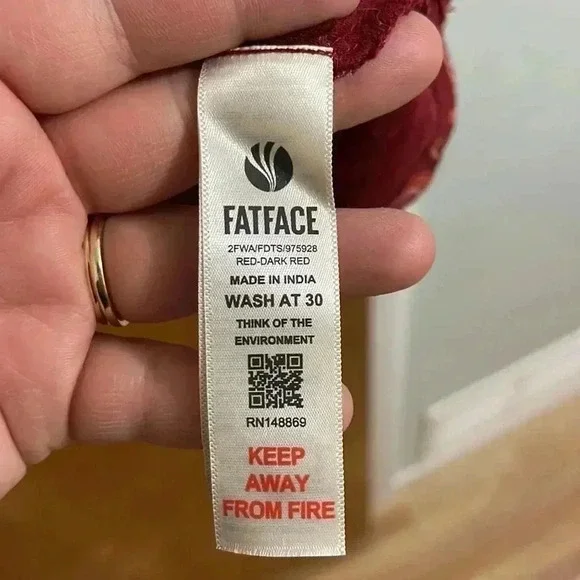 FATFACE
2FWA/FDTS/975928
RED-DARK RED
MADE IN INDIA
WASH AT 30
THINK OF THE
ENVIRONMENT
RN148869
KEEP
AWAY
FROM FIRE